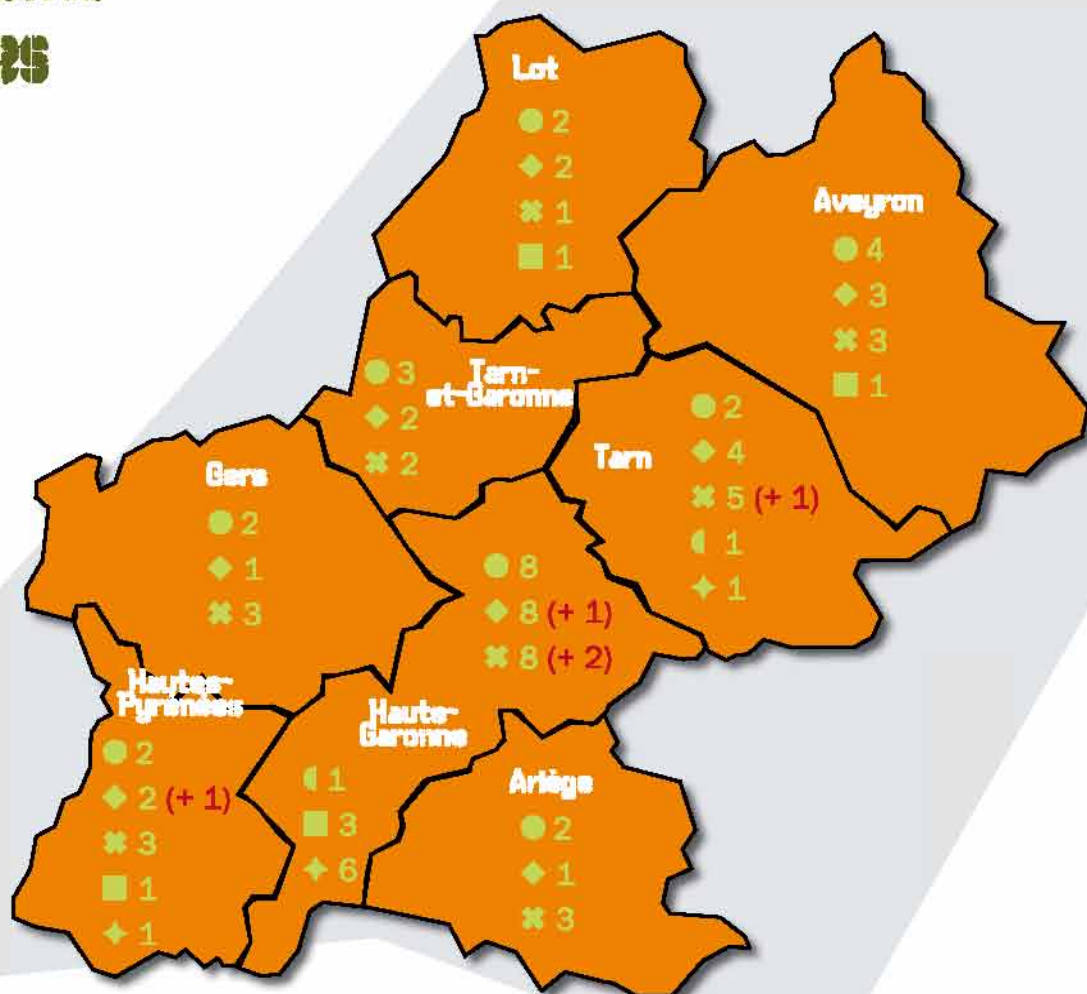 Lot
2
2
1
1
Aveyron
4
3
3
1
3
2
2
Tarn-
et-Garonne
Tarn
2
4
5 (+ 1)
1
1
Gers
2
1
3
8
8 (+ 1)
8 (+ 2)
Hautes-
Pyrénées
2
2 (+ 1)
3
1
1
Haute-
Garonne
1
3
6
Ariège
2
1
3